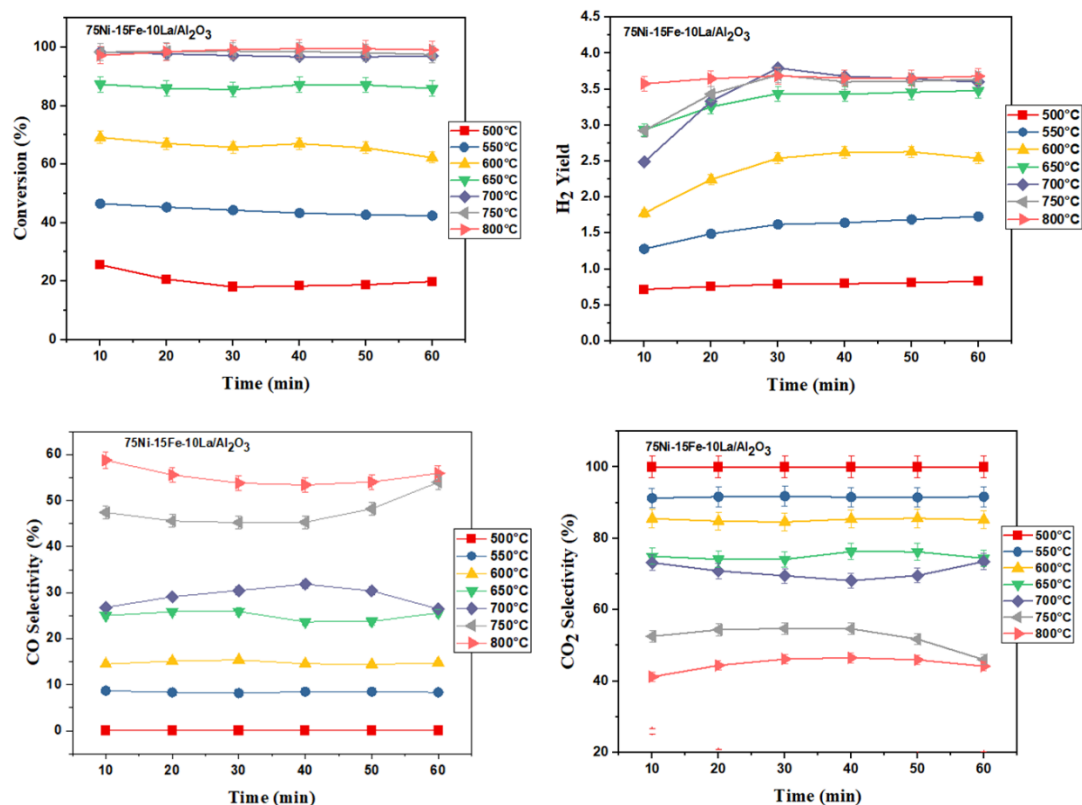 75Ni-15Fe-10La/Al2O3
Conversion (%)
100
80
60
40
20
0
500°C
550°C
600°C
650°C
700°C
750°C
800°C
10 20 30 40 50 60
Time (min)
75Ni-15Fe-10La/Al2O3
H2 Yield
4.5
4.0
3.5
3.0
2.5
2.0
1.5
1.0
0.5
0.0
500°C
550°C
600°C
650°C
700°C
750°C
800°C
10 20 30 40 50 60
Time (min)
75Ni-15Fe-10La/Al2O3
CO Selectivity (%)
60
50
40
30
20
10
0
500°C
550°C
600°C
650°C
700°C
750°C
800°C
10 20 30 40 50 60
Time (min)
75Ni-15Fe-10La/Al2O3
CO2 Selectivity (%)
100
80
60
40
20
500°C
550°C
600°C
650°C
700°C
750°C
800°C
10 20 30 40 50 60
Time (min)